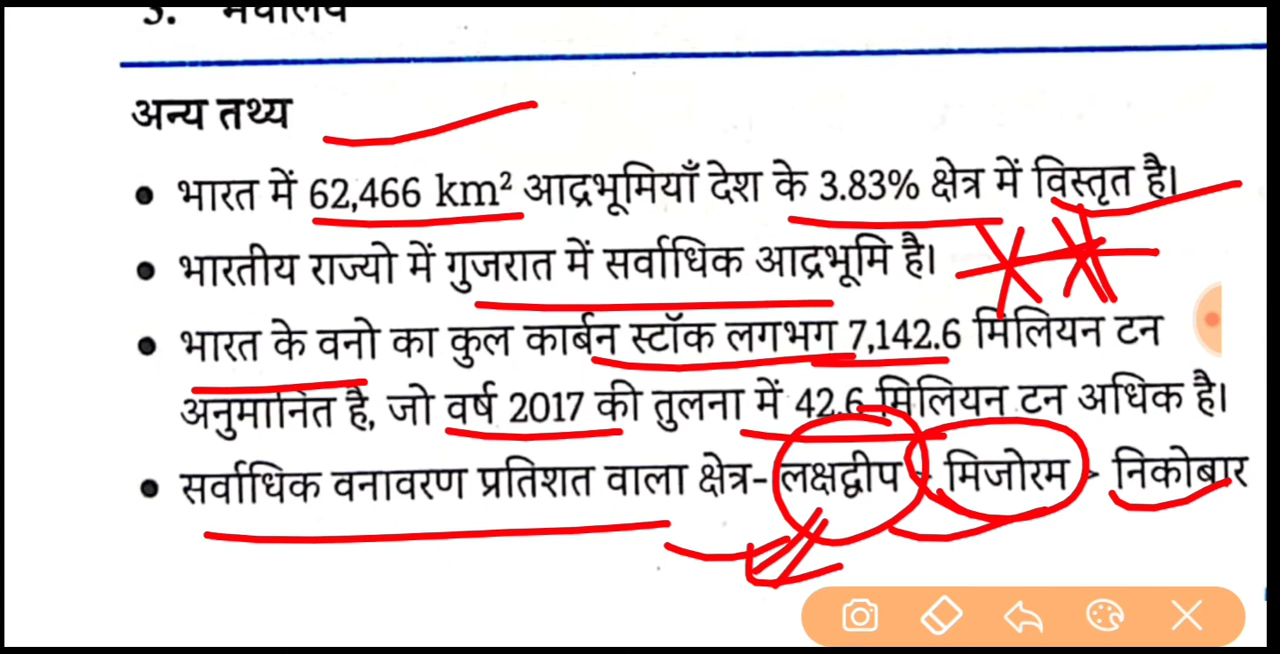 3. मेघालय
अन्य तथ्य
• भारत में 62,466 km² आद्रभूमियाँ देश के 3.83% क्षेत्र में विस्तृत है।
• भारतीय राज्यो में गुजरात में सर्वाधिक आद्रभूमि है।
• भारत के वनो का कुल कार्बन स्टॉक लगभग 7,142.6 मिलियन टन
अनुमानित है, जो वर्ष 2017 की तुलना में 42.6 मिलियन टन अधिक है।
• सर्वाधिक वनावरण प्रतिशत वाला क्षेत्र- लक्षद्वीप > मिजोरम > निकोबार